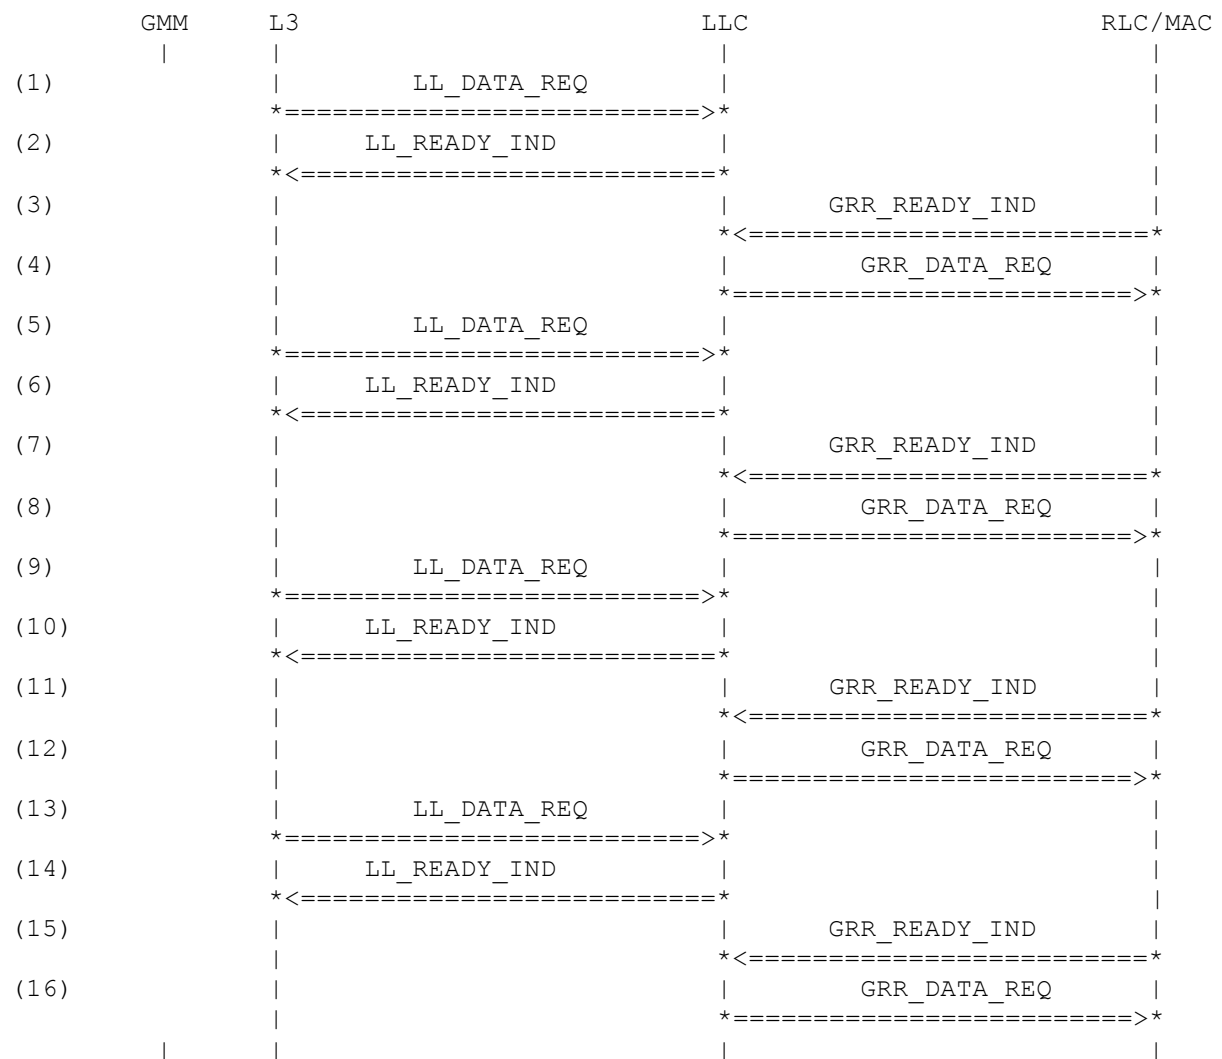 GMM L3 LLC RLC/MAC
| | | |
(1) | LL_DATA_REQ | |
*==========================>* |
(2) | LL_READY_IND | |
*<==========================* |
(3) | | GRR_READY_IND |
| *<=========================*
(4) | | GRR_DATA_REQ |
| *=========================>*
(5) | LL_DATA_REQ | |
*==========================>* |
(6) | LL_READY_IND | |
*<==========================* |
(7) | | GRR_READY_IND |
| *<=========================*
(8) | | GRR_DATA_REQ |
| *=========================>*
(9) | LL_DATA_REQ | |
*==========================>* |
(10) | LL_READY_IND | |
*<==========================* |
(11) | | GRR_READY_IND |
| *<=========================*
(12) | | GRR_DATA_REQ |
| *=========================>*
(13) | LL_DATA_REQ | |
*==========================>* |
(14) | LL_READY_IND | |
*<==========================* |
(15) | | GRR_READY_IND |
| *<=========================*
(16) | | GRR_DATA_REQ |
| *=========================>*
| | | |